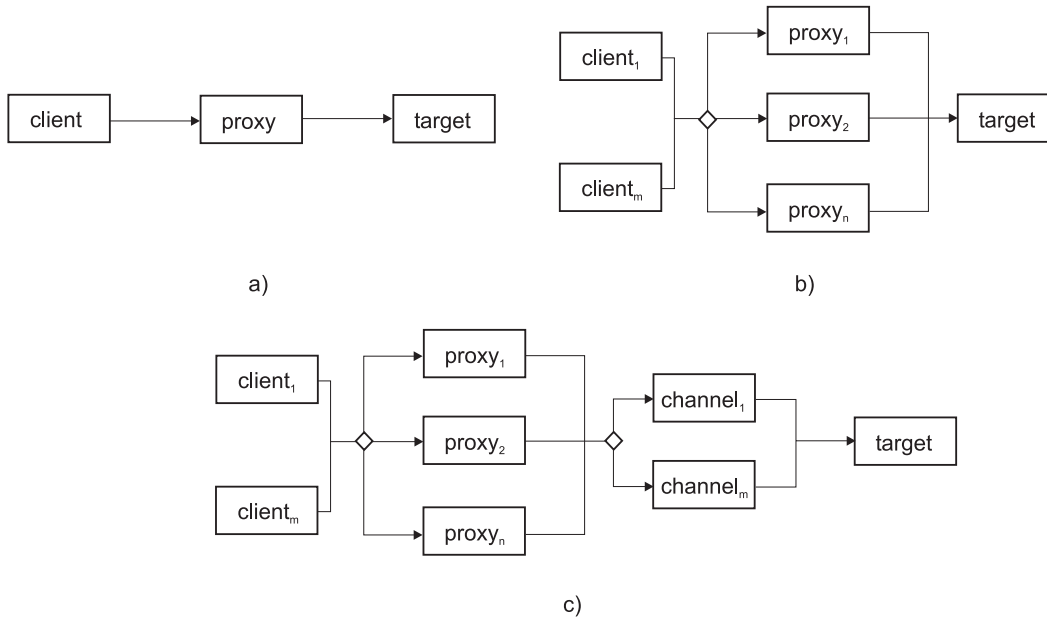 client
proxy
target
a)
client₁
clientₘ
proxy₁
proxy₂
proxyₙ
target
b)
client₁
clientₘ
proxy₁
proxy₂
proxyₙ
channel₁
channelₘ
target
c)